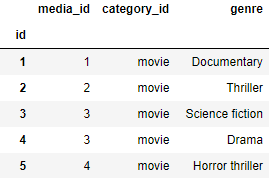 media_id category_id genre
id
1 1 movie Documentary
2 2 movie Thriller
3 3 movie Science fiction
4 3 movie Drama
5 4 movie Horror thriller